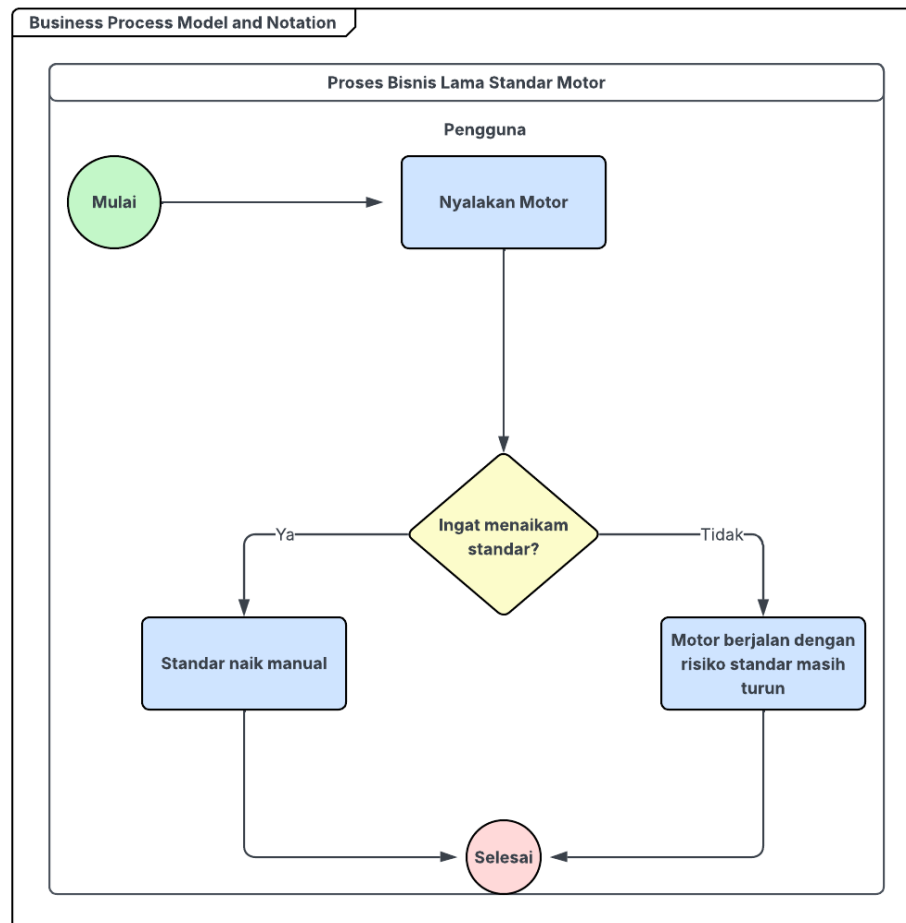 Business Process Model and Notation
Proses Bisnis Lama Standar Motor
Pengguna
Mulai
Nyalakan Motor
Ingat menaikam
standar?
Ya
Tidak
Standar naik manual
Motor berjalan dengan
risiko standar masih
turun
Selesai